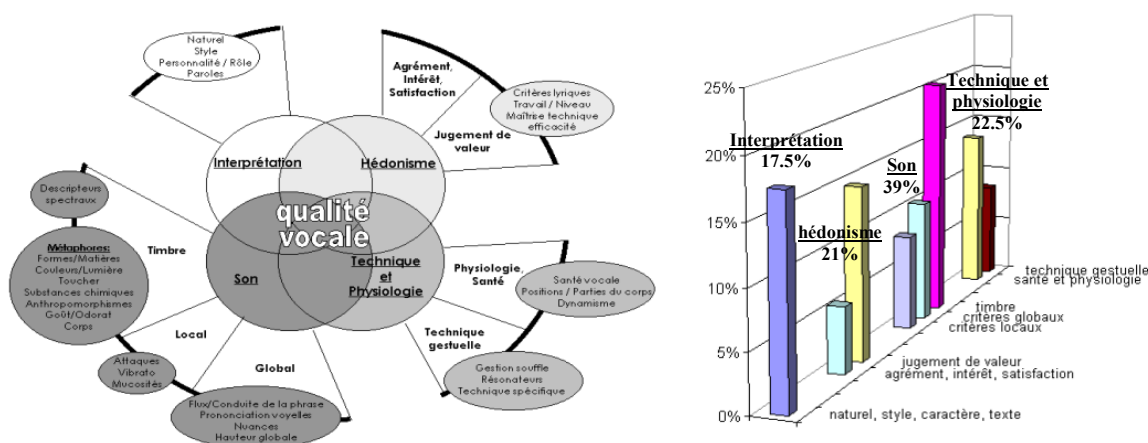 Naturel
Style
Personnalité / Rôle
Paroles
Agrément,
Intérêt,
Satisfaction
Critères lyriques
Travail / Niveau
Maîtrise technique
efficacité
Jugement de
valeur
Interprétation
Hédonisme
qualité
vocale
Son
Technique
et
Physiologie
Descripteurs
spectraux
Métaphores:
Formes/Matières
Couleurs/Lumière
Toucher
Substances chimiques
Anthropomorphismes
Goût/Odorat
Corps
Timbre
Local
Attaques
Vibrato
Mucosités
Global
Flux/Conduite de la phrase
Prononciation voyelles
Nuances
Hauteur globale
Physiologie,
Santé
Santé vocale
Positions / Parties du corps
Dynamisme
Technique
gestuelle
Gestion souffle
Résonateurs
Technique spécifique
25%
20%
15%
10%
5%
0%
Interprétation
17.5%
hédonisme
21%
Son
39%
Technique et
physiologie
22.5%
technique gestuelle
santé et physiologie
timbre
critères globaux
critères locaux
jugement de valeur
agrément, intérêt, satisfaction
naturel, style, caractère, texte